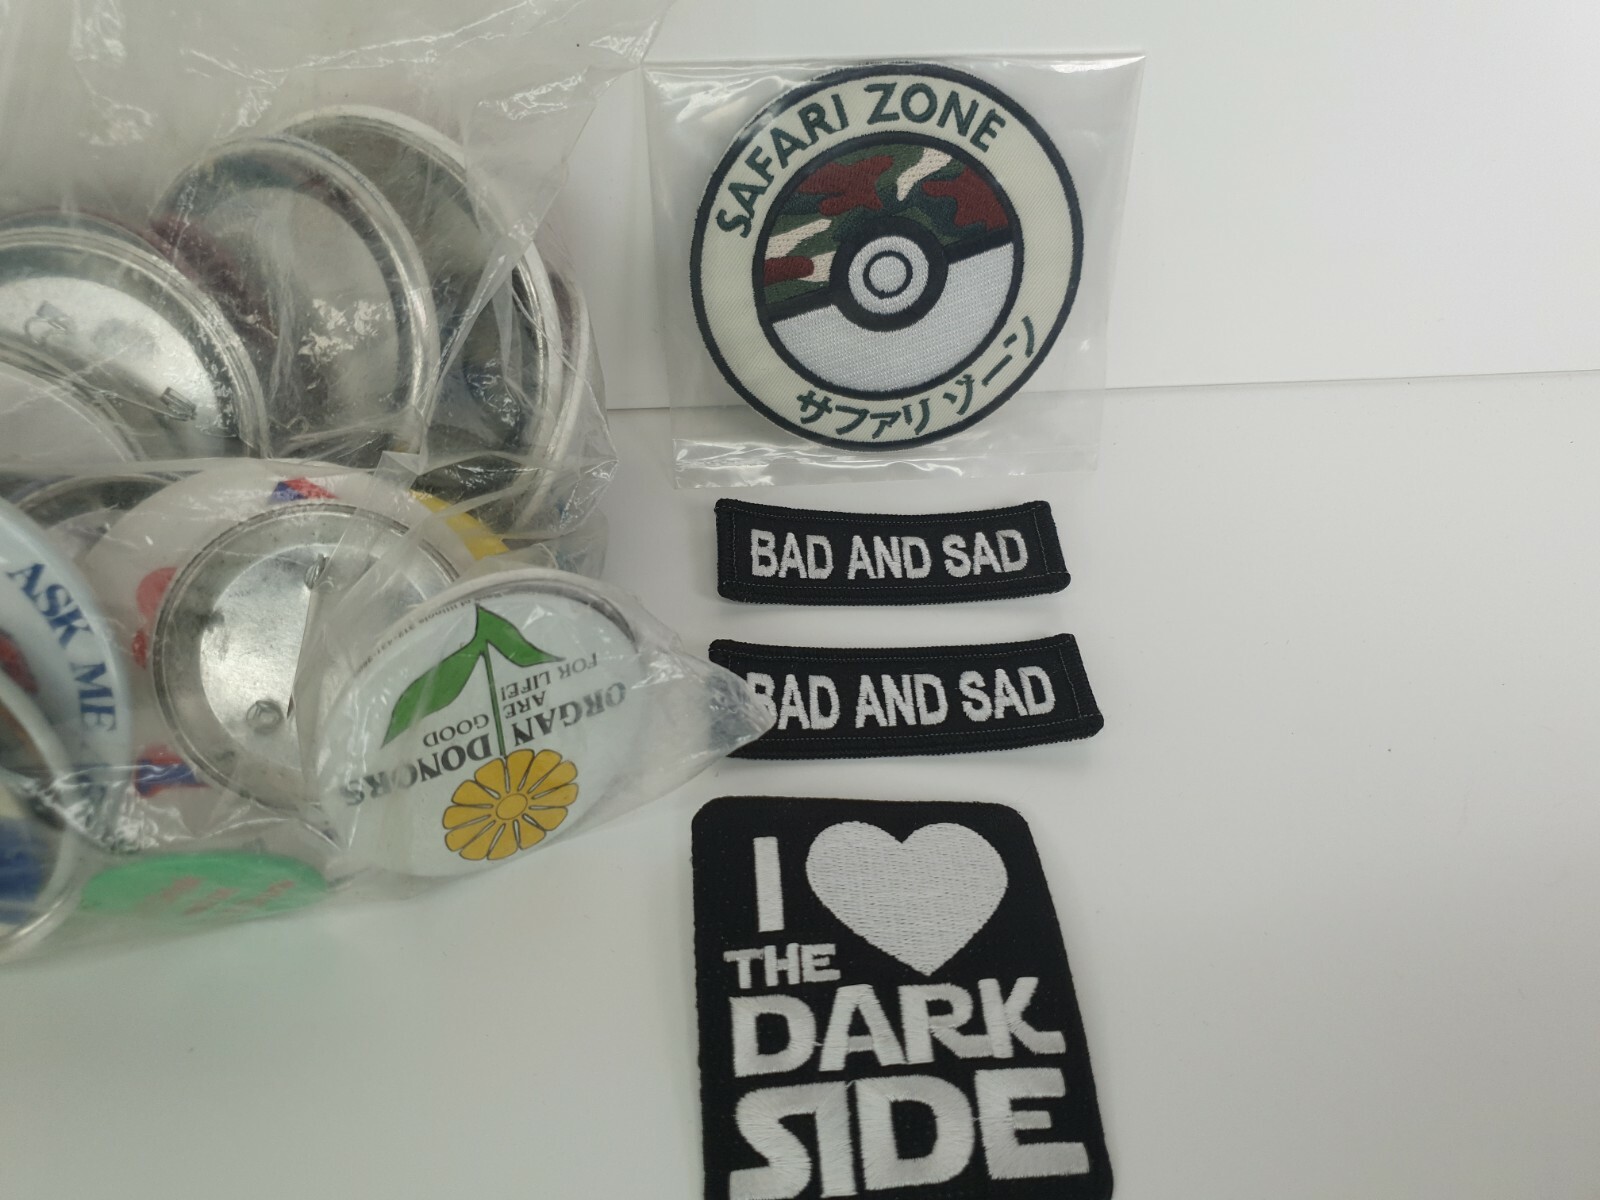 SAFARI ZONE
サファリゾーン
BAD AND SAD
BAD AND SAD
I
THE
DARK
SIDE
ASK ME
ORGAN DONORS
ARE GOOD
FOR LIFE!